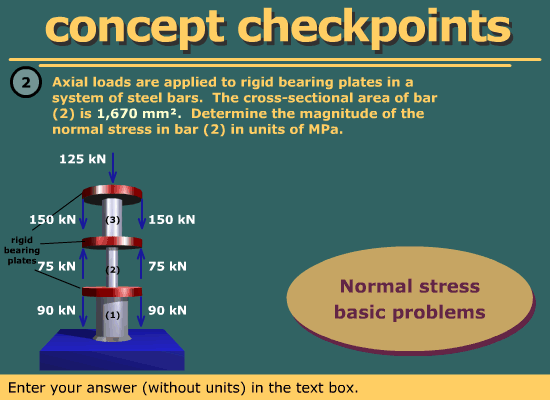 concept checkpoints
2
Axial loads are applied to rigid bearing plates in a
system of steel bars.  The cross-sectional area of bar
(2) is 1,670 mm².  Determine the magnitude of the
normal stress in bar (2) in units of MPa.
125 kN
150 kN (3) 150 kN
rigid
bearing
plates
75 kN (2) 75 kN
90 kN (1) 90 kN
Normal stress
basic problems
Enter your answer (without units) in the text box.